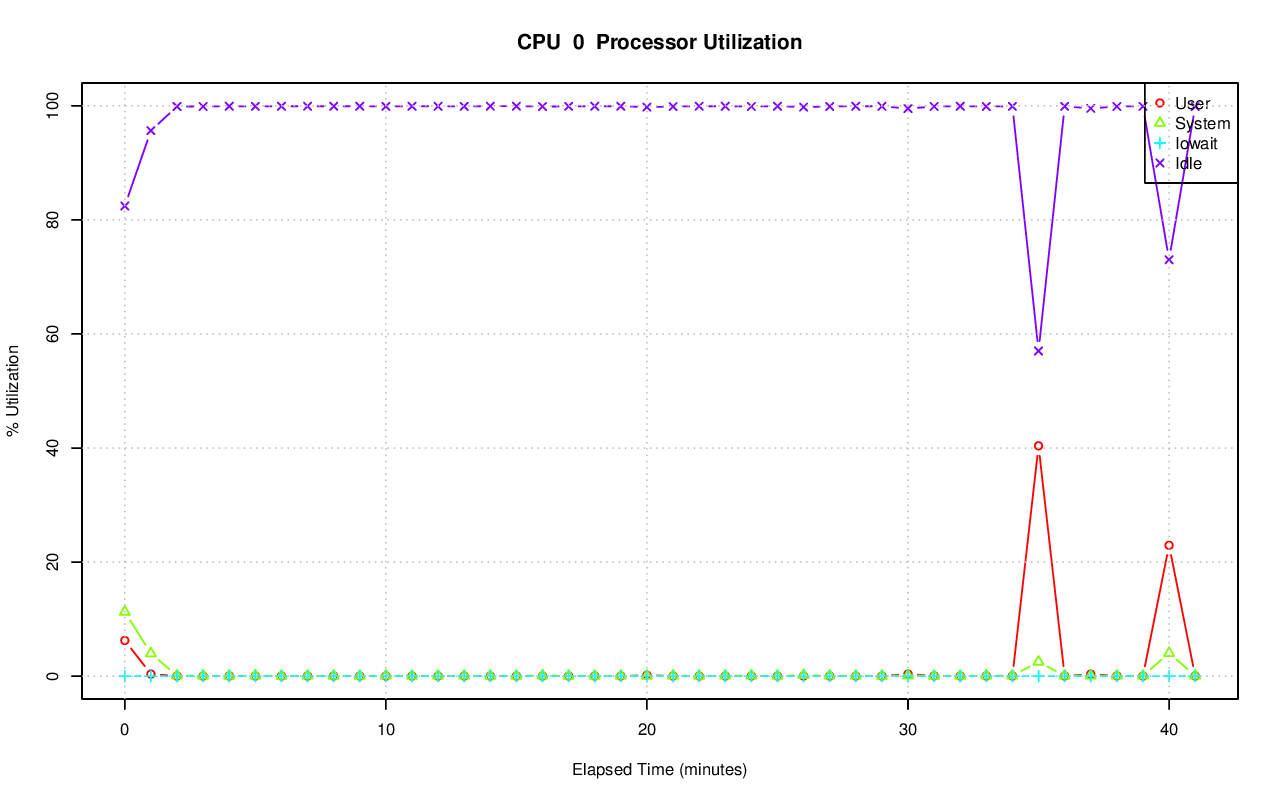 CPU  0  Processor Utilization
100
80
60
40
20
0
% Utilization
User
System
Iowait
Idle
0
10
20
30
40
Elapsed Time (minutes)